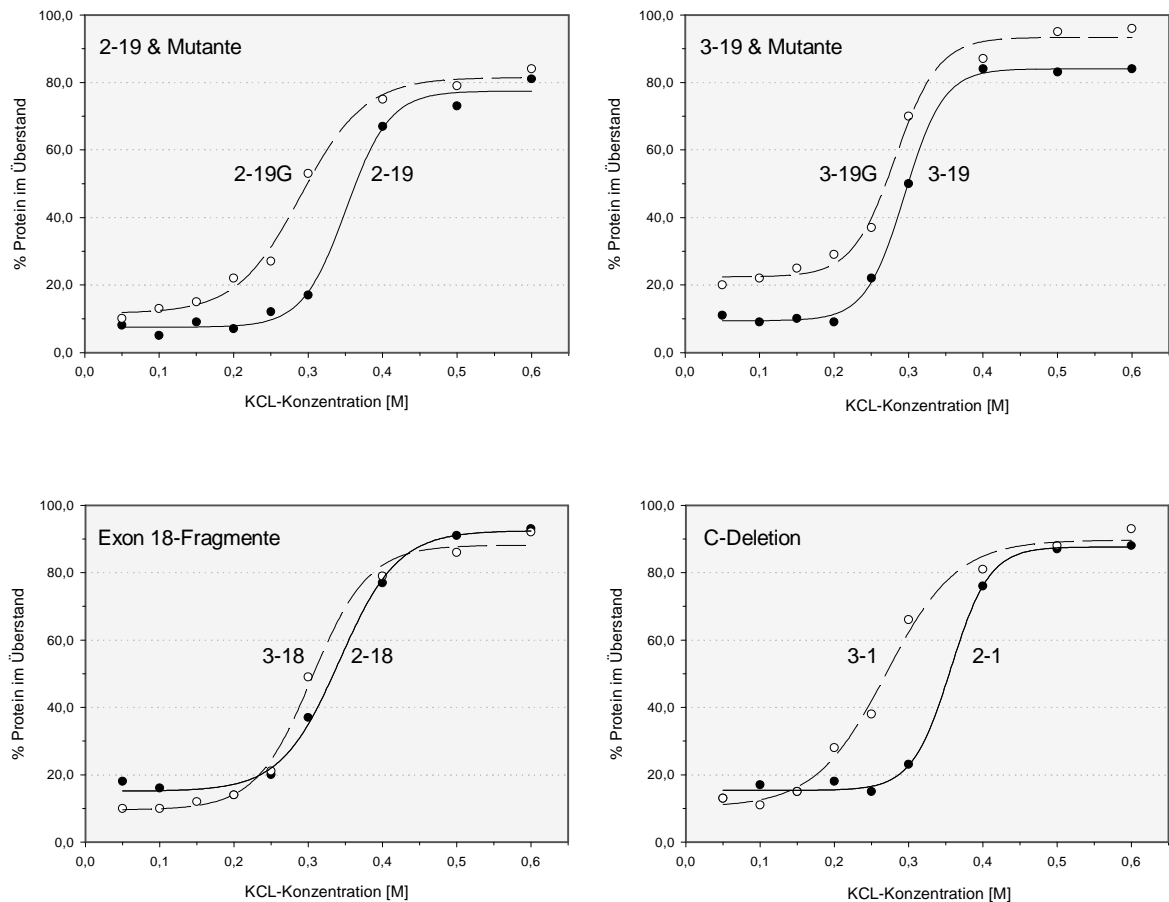 2-19 & Mutante
% Protein im Überstand
100,0
80,0
60,0
40,0
20,0
0,0
2-19G
2-19
0,0 0,1 0,2 0,3 0,4 0,5 0,6
KCL-Konzentration [M]
3-19 & Mutante
% Protein im Überstand
100,0
80,0
60,0
40,0
20,0
0,0
3-19G
3-19
0,0 0,1 0,2 0,3 0,4 0,5 0,6
KCL-Konzentration [M]
Exon 18-Fragmente
% Protein im Überstand
100,0
80,0
60,0
40,0
20,0
0,0
3-18
2-18
0,0 0,1 0,2 0,3 0,4 0,5 0,6
KCL-Konzentration [M]
C-Deletion
% Protein im Überstand
100,0
80,0
60,0
40,0
20,0
0,0
3-1
2-1
0,0 0,1 0,2 0,3 0,4 0,5 0,6
KCL-Konzentration [M]